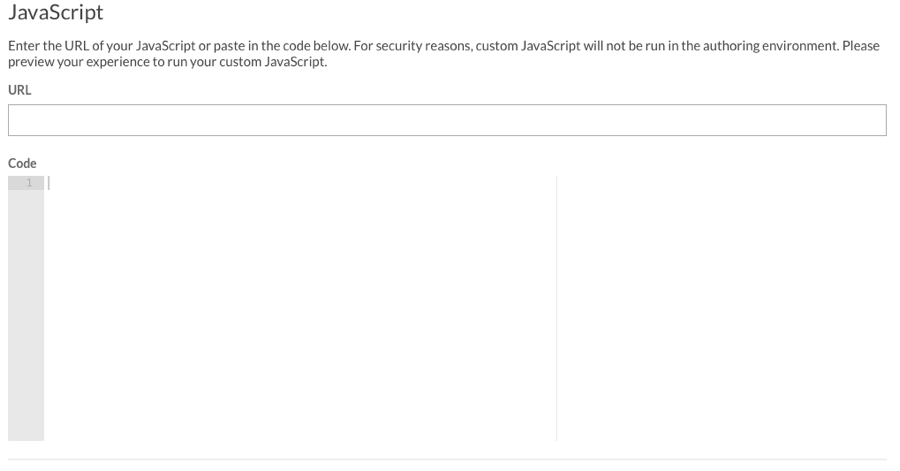 JavaScript
Enter the URL of your JavaScript or paste in the code below. For security reasons, custom JavaScript will not be run in the authoring environment. Please
preview your experience to run your custom JavaScript.
URL
Code
1